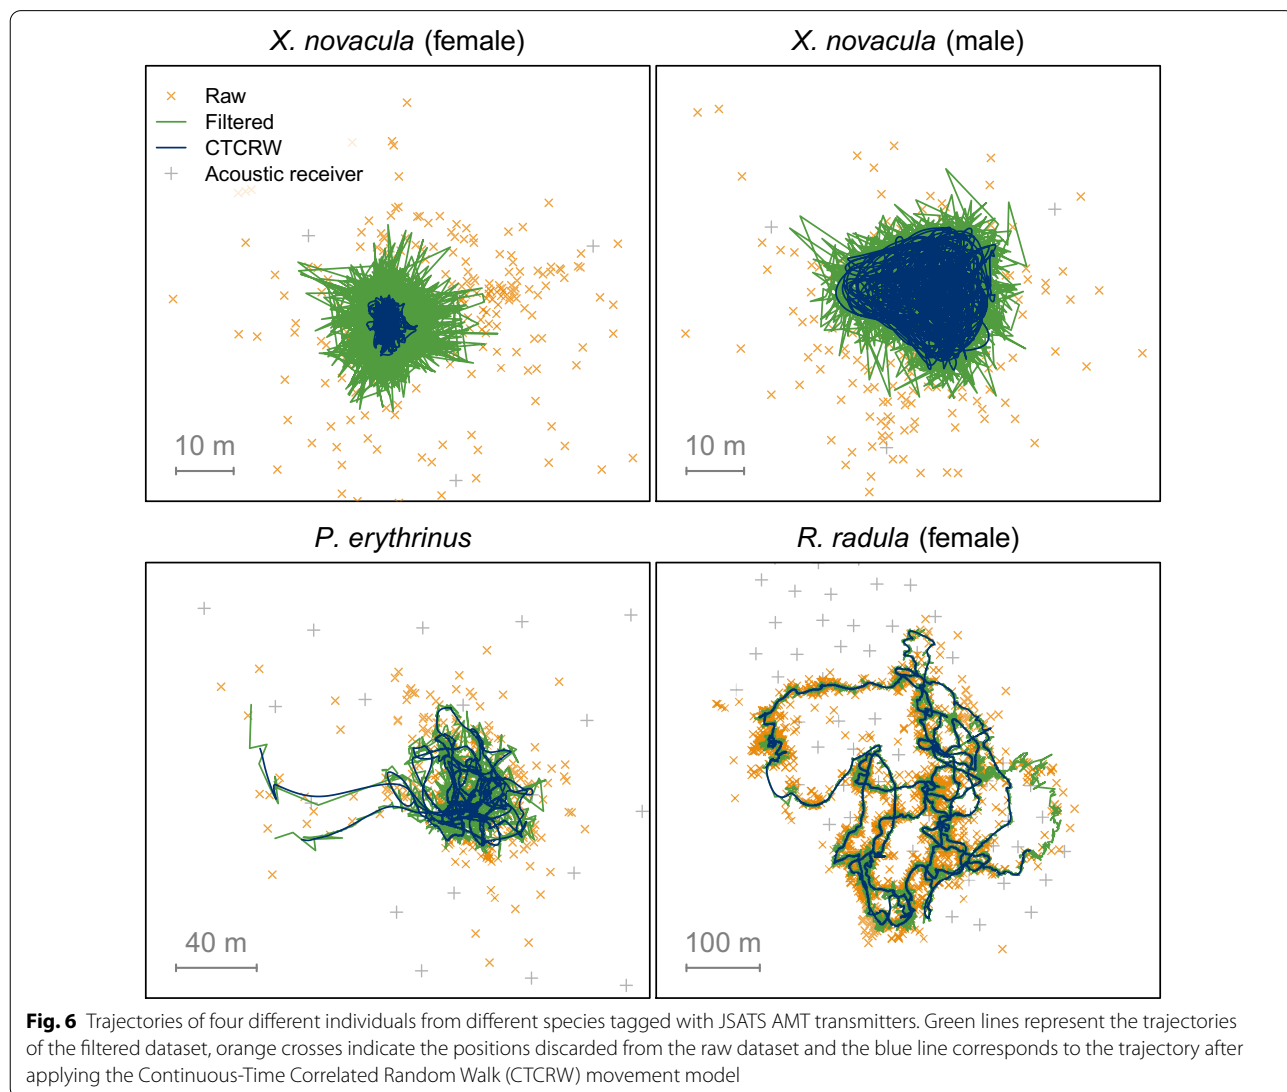 X. novacula (female)
X. novacula (male)
Raw
Filtered
CTCRW
Acoustic receiver
10 m
10 m
P. erythrinus
R. radula (female)
40 m
100 m
Fig. 6 Trajectories of four different individuals from different species tagged with JSATS AMT transmitters. Green lines represent the trajectories
of the filtered dataset, orange crosses indicate the positions discarded from the raw dataset and the blue line corresponds to the trajectory after
applying the Continuous-Time Correlated Random Walk (CTCRW) movement model